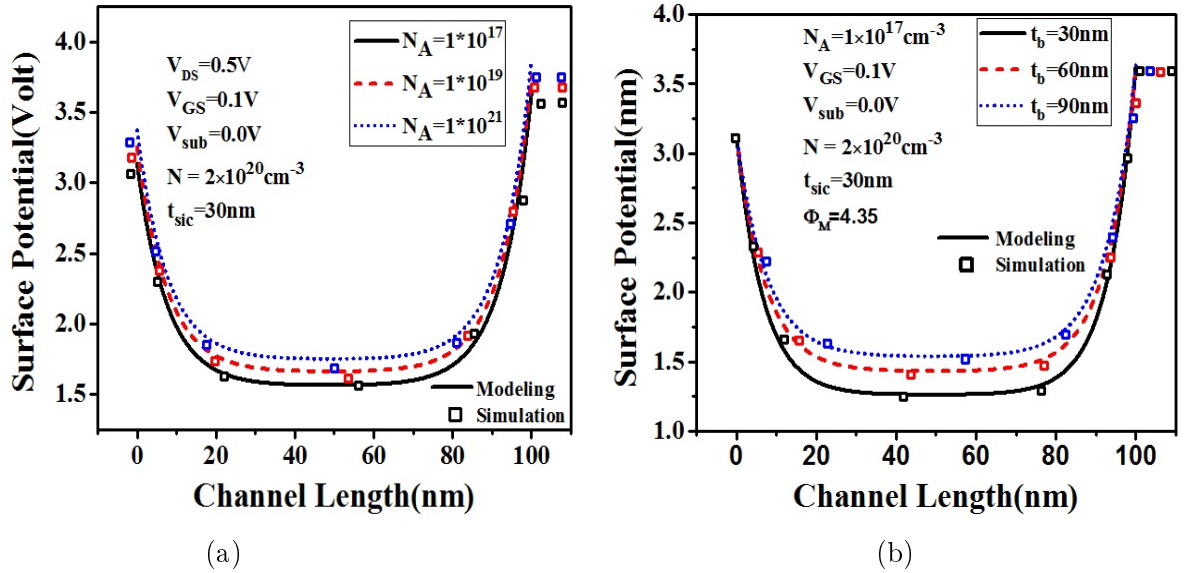 Surface Potential(Volt)
4.0
3.5
3.0
2.5
2.0
1.5
V_DS=0.5V
V_GS=0.1V
V_sub=0.0V
N = 2×10^20cm-3
t_sic=30nm
N_A=1*10^17
N_A=1*10^19
N_A=1*10^21
Modeling
Simulation
0 20 40 60 80 100
Channel Length(nm)
(a)
Surface Potential(nm)
4.0
3.5
3.0
2.5
2.0
1.5
1.0
N_A=1×10^17cm-3
V_GS=0.1V
V_sub=0.0V
N = 2×10^20cm-3
t_sic=30nm
Φ_M=4.35
t_b=30nm
t_b=60nm
t_b=90nm
Modeling
Simulation
0 20 40 60 80 100
Channel Length(nm)
(b)